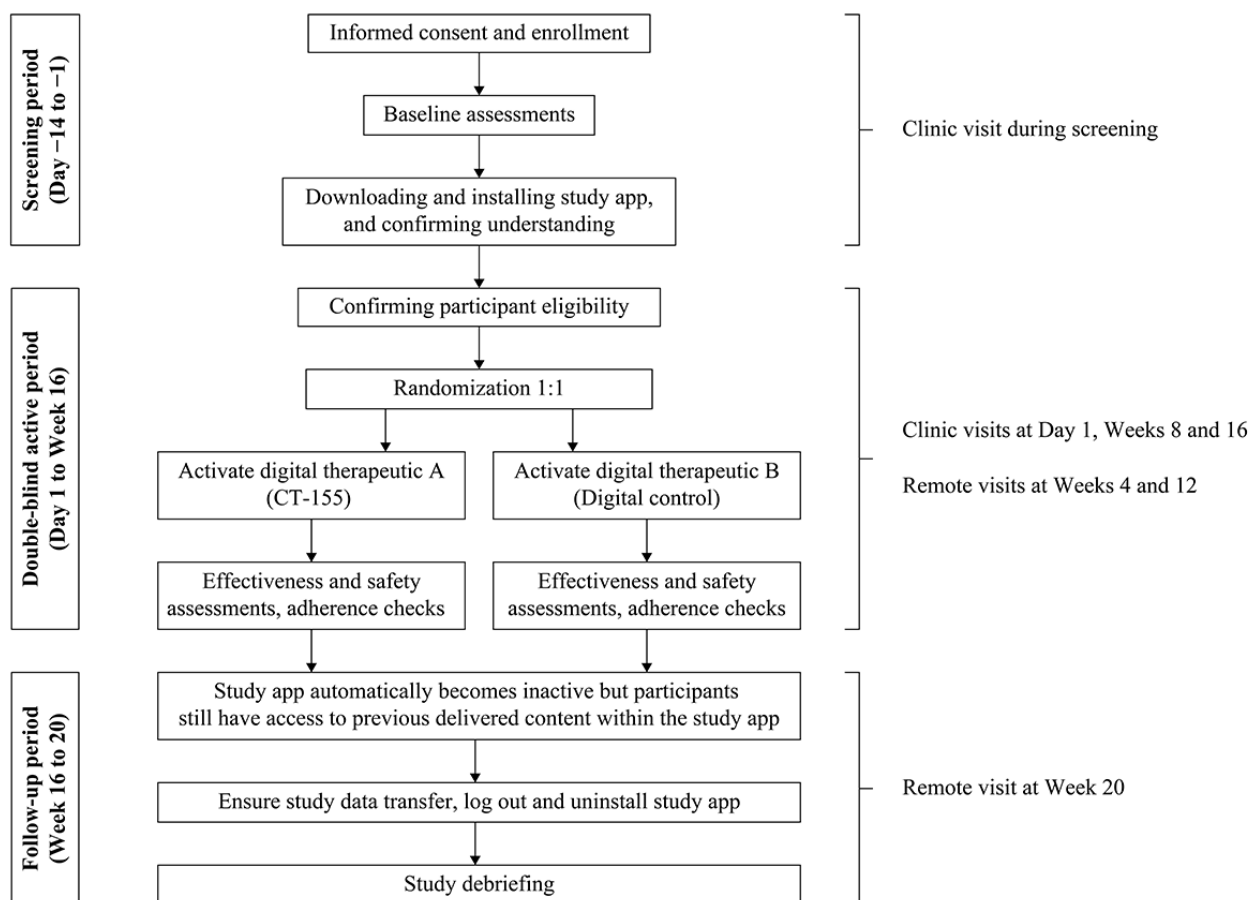 Screening period
(Day −14 to −1)
Informed consent and enrollment
Baseline assessments
Downloading and installing study app,
and confirming understanding
Clinic visit during screening
Double-blind active period
(Day 1 to Week 16)
Confirming participant eligibility
Randomization 1:1
Activate digital therapeutic A
(CT-155)
Activate digital therapeutic B
(Digital control)
Effectiveness and safety
assessments, adherence checks
Effectiveness and safety
assessments, adherence checks
Clinic visits at Day 1, Weeks 8 and 16
Remote visits at Weeks 4 and 12
Follow-up period
(Week 16 to 20)
Study app automatically becomes inactive but participants
still have access to previous delivered content within the study app
Ensure study data transfer, log out and uninstall study app
Study debriefing
Remote visit at Week 20